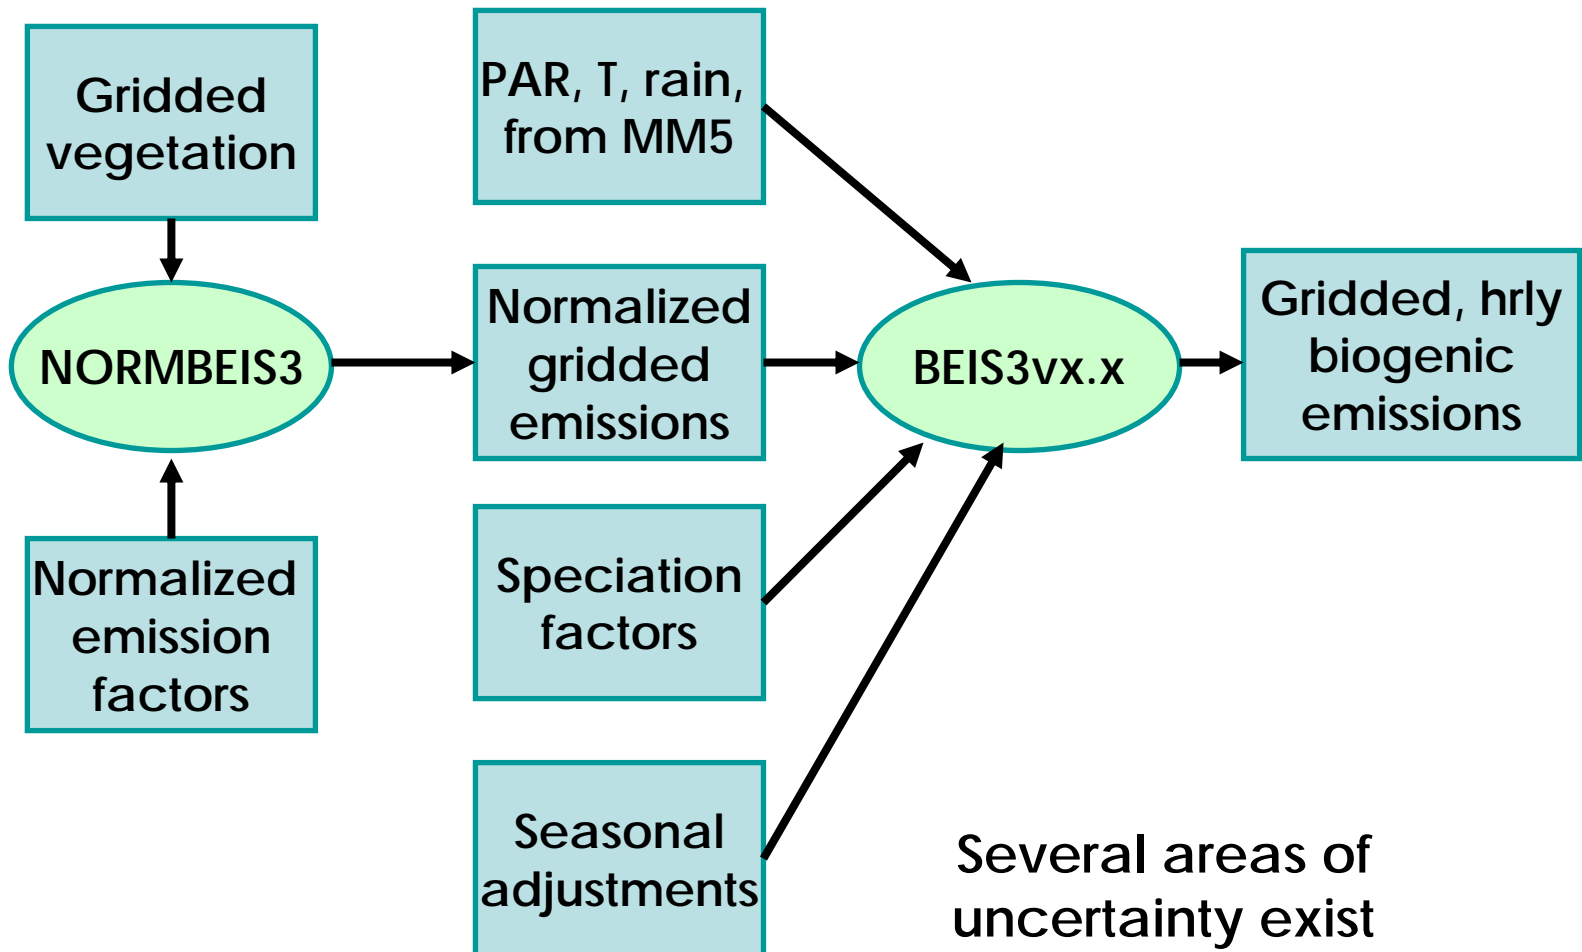 Gridded
vegetation
NORMBEIS3
Normalized
emission
factors
PAR, T, rain,
from MM5
Normalized
gridded
emissions
Speciation
factors
Seasonal
adjustments
BEIS3vx.x
Gridded, hrly
biogenic
emissions
Several areas of
uncertainty exist